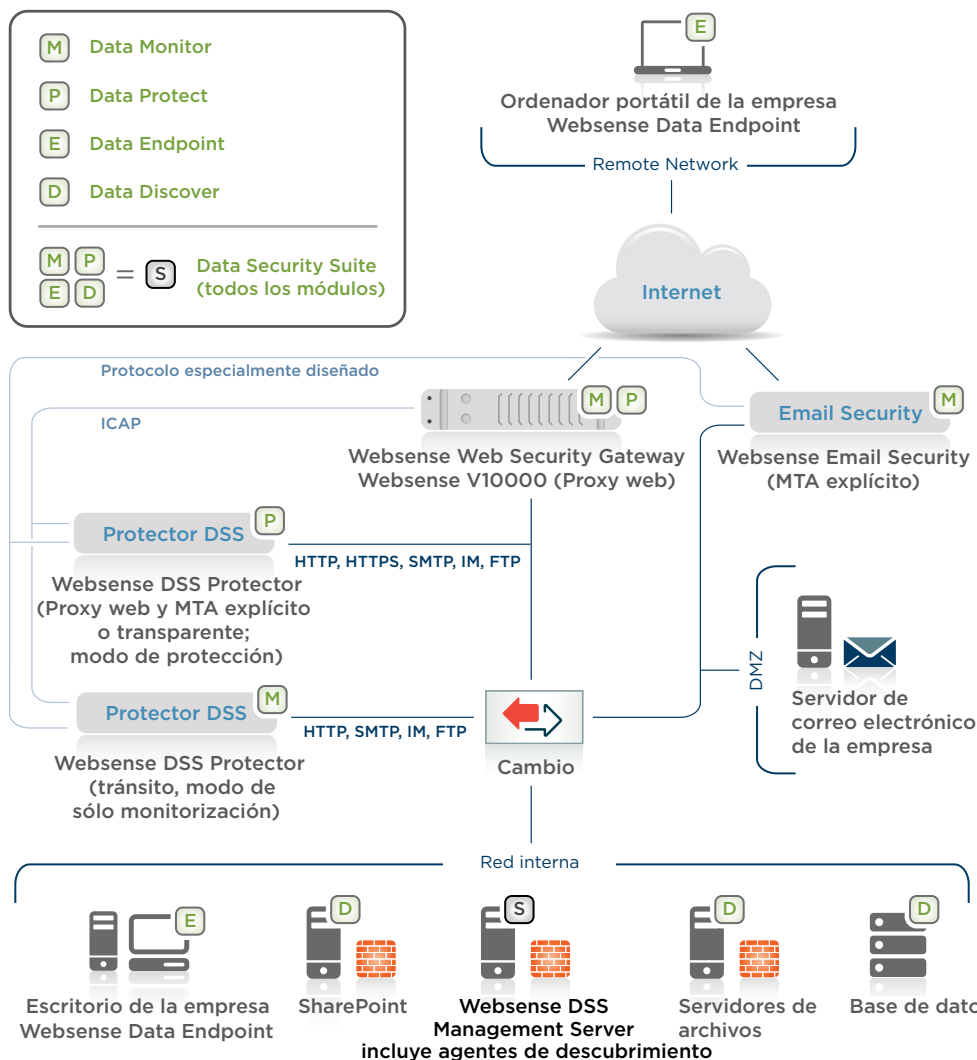 M Data Monitor
P Data Protect
E Data Endpoint
D Data Discover
M P
E D
= S
Data Security Suite
(todos los módulos)
E
Ordenador portátil de la empresa
Websense Data Endpoint
Remote Network
Internet
Protocolo especialmente diseñado
ICAP
M P
Websense Web Security Gateway
Websense V10000 (Proxy web)
Email Security M
Websense Email Security
(MTA explícito)
Protector DSS P
HTTP, HTTPS, SMTP, IM, FTP
Websense DSS Protector
(Proxy web y MTA explícito
o transparente;
modo de protección)
Protector DSS M
HTTP, SMTP, IM, FTP
Websense DSS Protector
(tránsito, modo de
sólo monitorización)
Cambio
DMZ
Servidor de
correo electrónico
de la empresa
Red interna
E
Escritorio de la empresa
Websense Data Endpoint
D
SharePoint
S
Websense DSS
Management Server
incluye agentes de descubrimiento
D
Servidores de
archivos
D
Base de dato